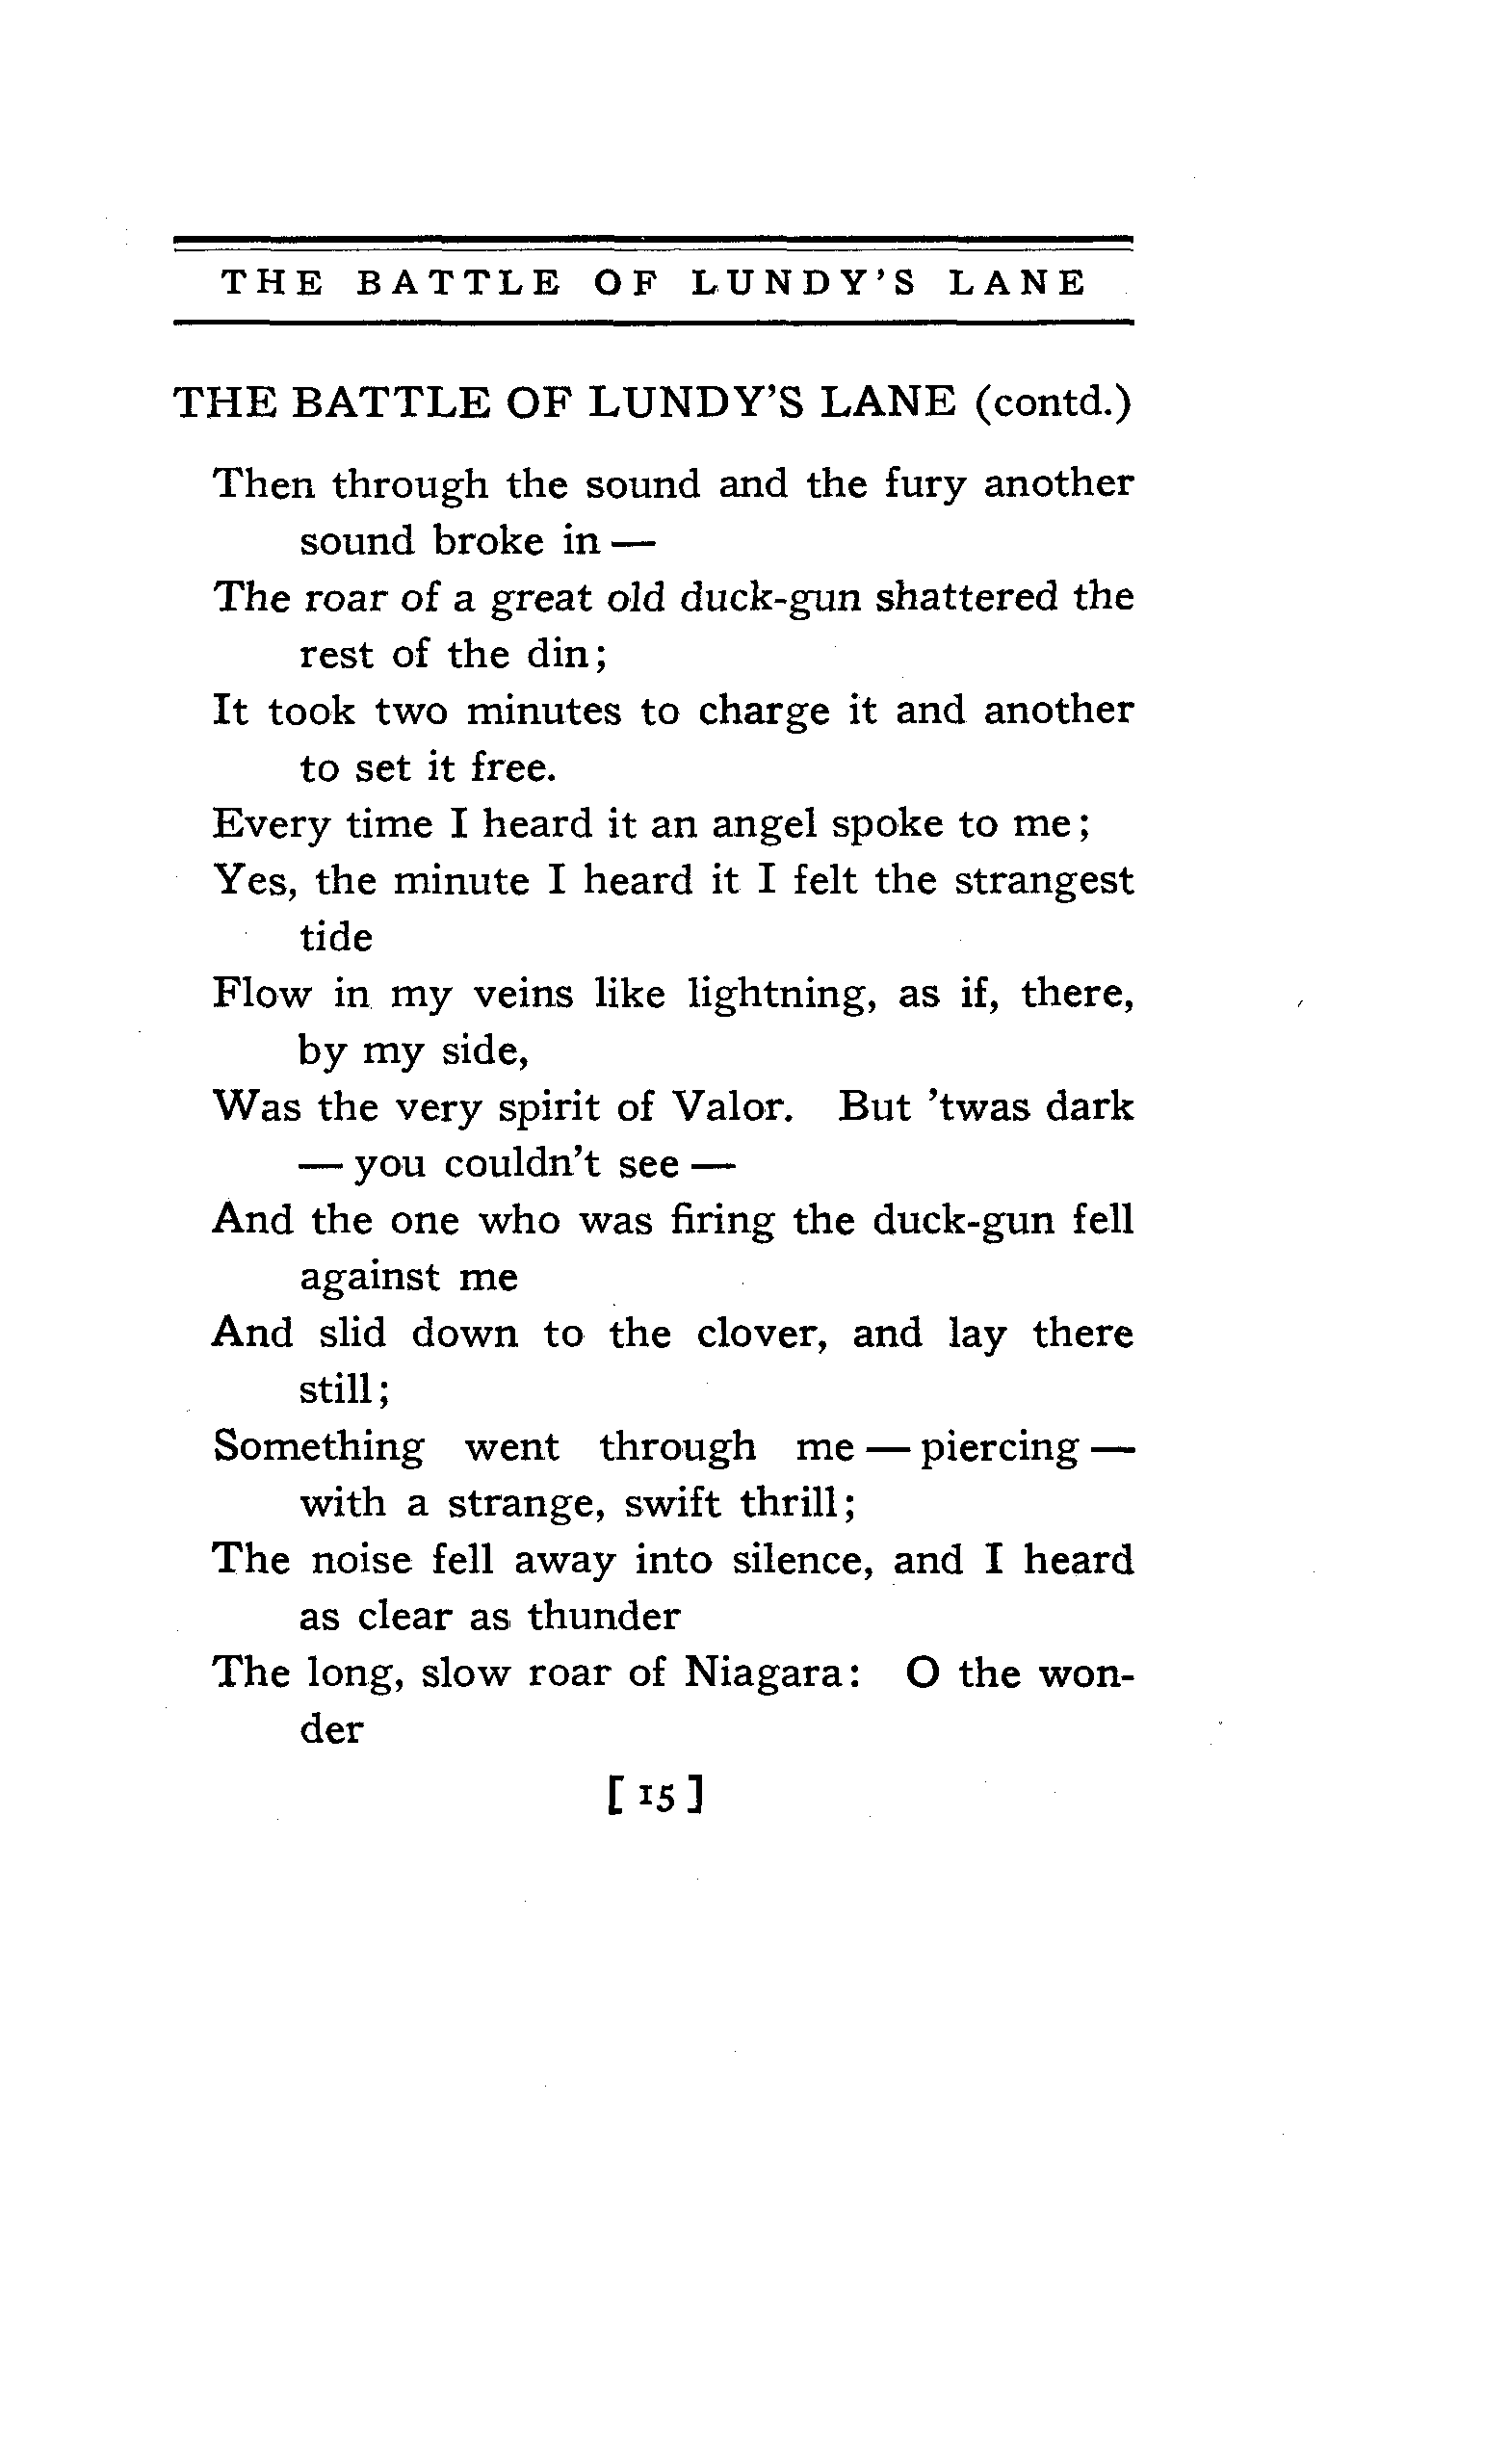 THE BATTLE OF LUNDY'S LANE
THE BATTLE OF LUNDY'S LANE (contd.)
Then through the sound and the fury another
sound broke in —
The roar of a great old duck-gun shattered the
rest of the din;
It took two minutes to charge it and another
to set it free.
Every time I heard it an angel spoke to me;
Yes, the minute I heard it I felt the strangest
tide
Flow in my veins like lightning, as if, there,
by my side,
Was the very spirit of Valor. But 'twas dark
— you couldn't see —
And the one who was firing the duck-gun fell
against me
And slid down to the clover, and lay there
still;
Something went through me — piercing —
with a strange, swift thrill;
The noise fell away into silence, and I heard
as clear as thunder
The long, slow roar of Niagara: O the won-
der
[ 15 ]